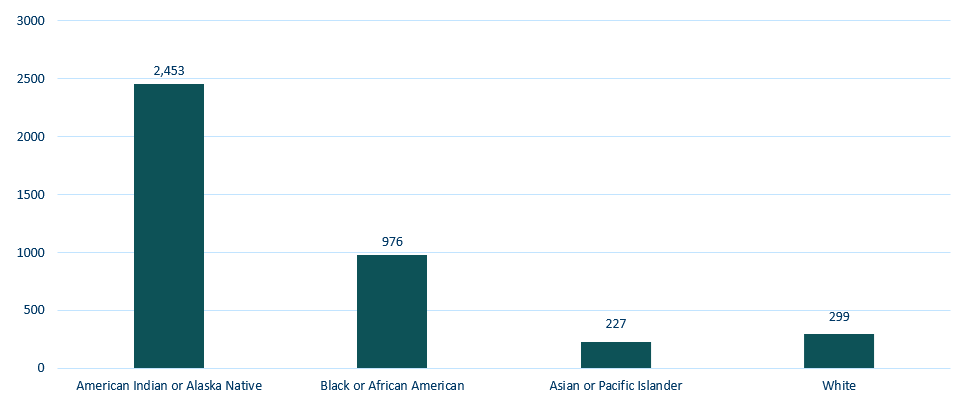 3000
2,453
2500
2000
1500
976
1000
500
227
299
0
American Indian or Alaska Native
Black or African American
Asian or Pacific Islander
White